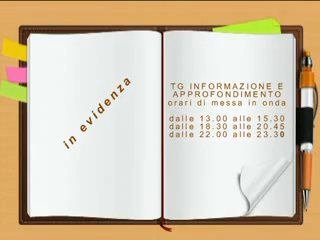 in evidenza
TG INFORMAZIONE E
APPROFONDIMENTO
orari di messa in onda
dalle 13.00 alle 15.30
dalle 18.30 alle 20.45
dalle 22.00 alle 23.30